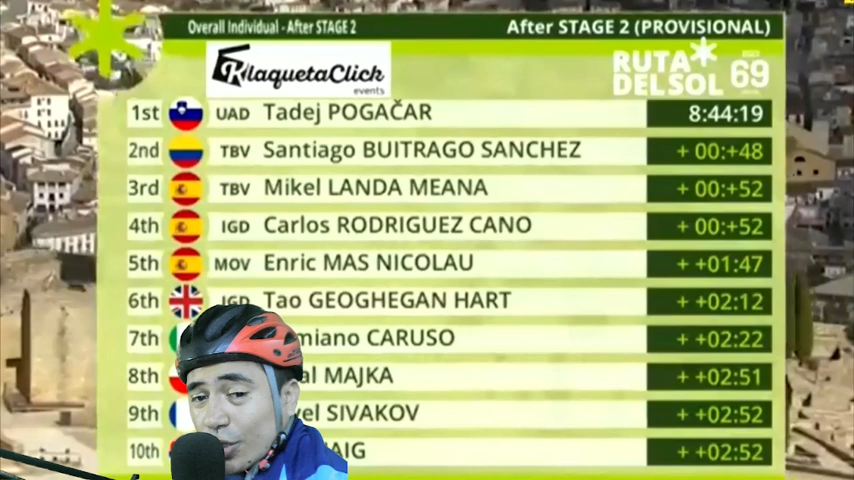 Overall Individual - After STAGE 2
After STAGE 2 (PROVISIONAL)
KlaquetaClick
events
RUTA
DEL SOL
69
1st UAD Tadej POGAČAR 8:44:19
2nd TBV Santiago BUITRAGO SANCHEZ + 00:+48
3rd TBV Mikel LANDA MEANA + 00:+52
4th IGD Carlos RODRIGUEZ CANO + 00:+52
5th MOV Enric MAS NICOLAU + +01:47
6th IGD Tao GEOGHEGAN HART + +02:12
7th miano CARUSO + +02:22
8th al MAJKA + +02:51
9th vel SIVAKOV + +02:52
10th AIG + +02:52